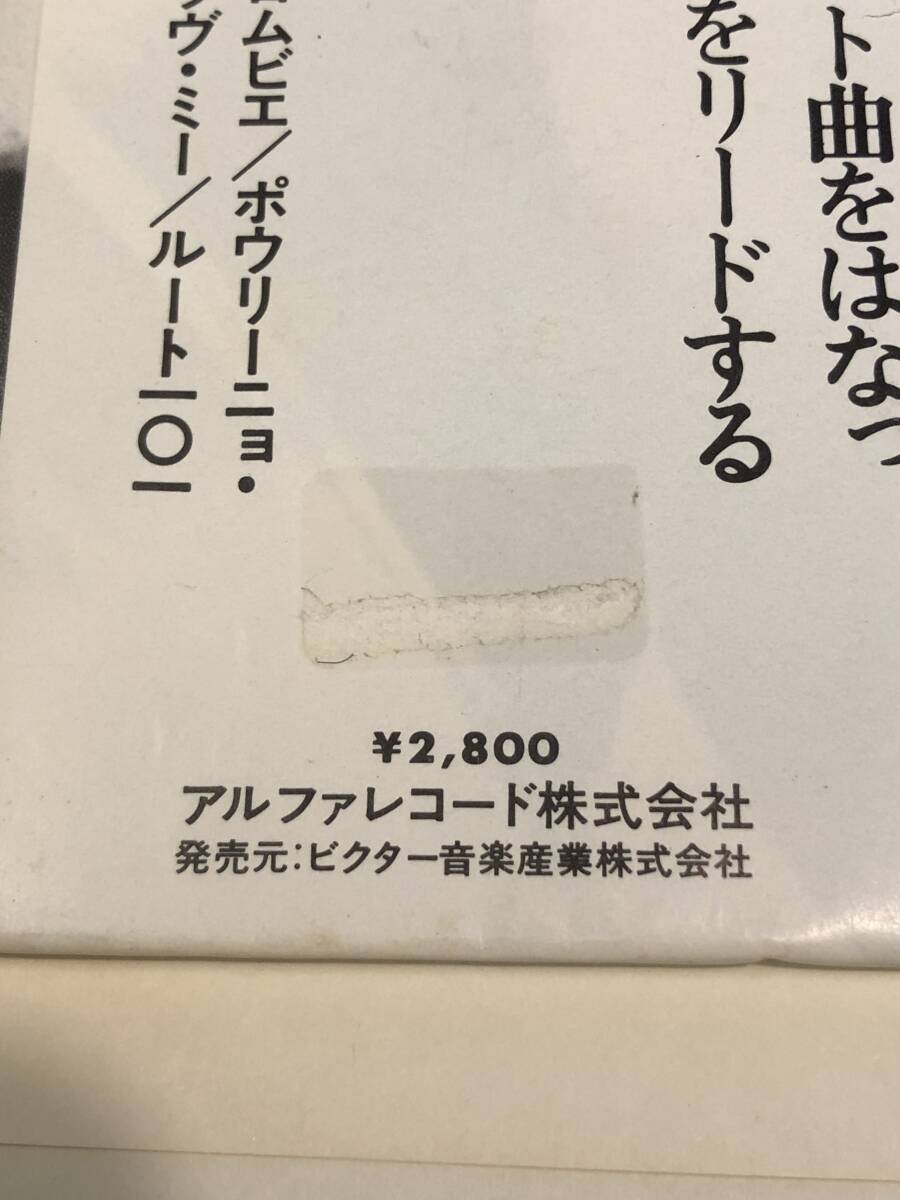 ト曲をはなつ
をリードする
ムビエ/ポウリーニョ・
ヴ・ミー/ルート一〇一
¥2,800
アルファレコード株式会社
発売元:ビクター音楽産業株式会社